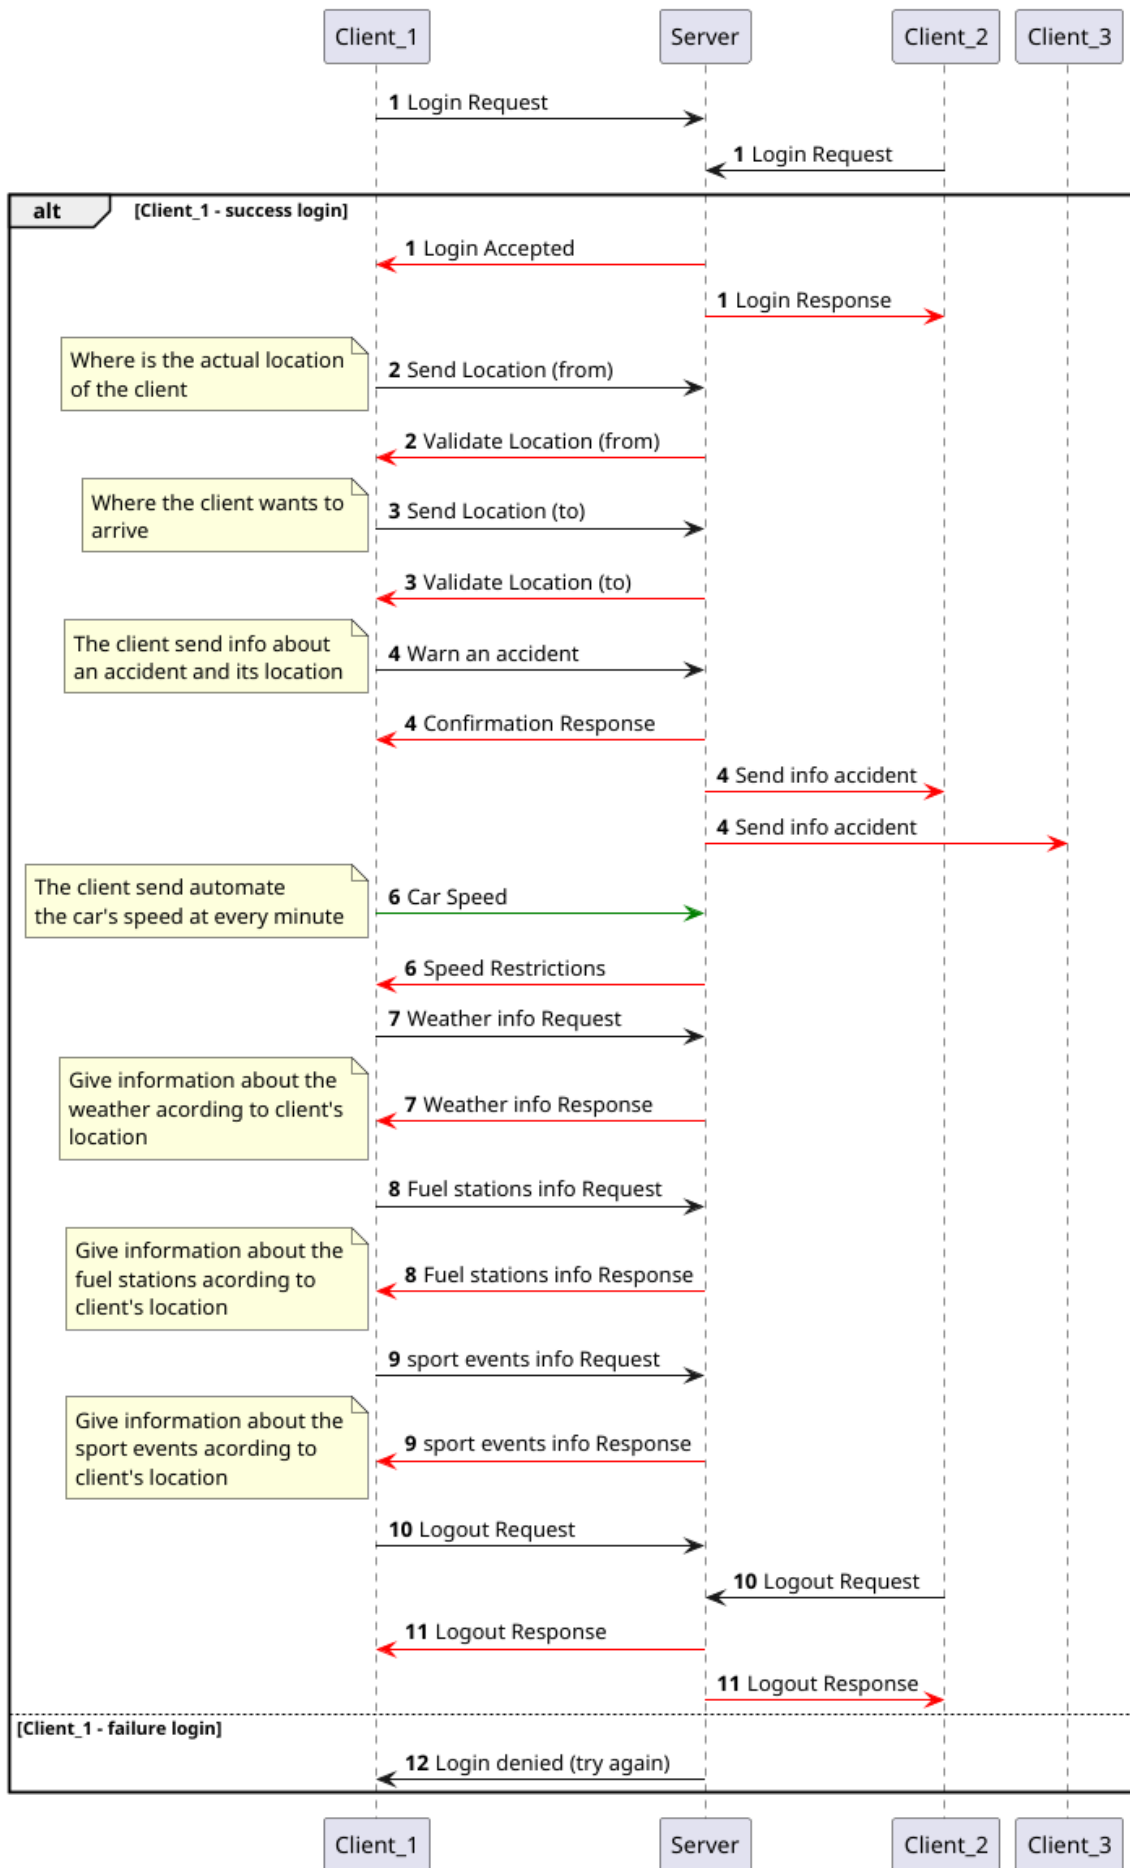 Client_1 Server Client_2 Client_3
1 Login Request
1 Login Request
alt [Client_1 - success login]
1 Login Accepted
1 Login Response
Where is the actual location
of the client
2 Send Location (from)
2 Validate Location (from)
Where the client wants to
arrive
3 Send Location (to)
3 Validate Location (to)
The client send info about
an accident and its location
4 Warn an accident
4 Confirmation Response
4 Send info accident
4 Send info accident
The client send automate
the car's speed at every minute
6 Car Speed
6 Speed Restrictions
7 Weather info Request
Give information about the
weather acording to client's
location
7 Weather info Response
8 Fuel stations info Request
Give information about the
fuel stations acording to
client's location
8 Fuel stations info Response
9 sport events info Request
Give information about the
sport events acording to
client's location
9 sport events info Response
10 Logout Request
10 Logout Request
11 Logout Response
11 Logout Response
[Client_1 - failure login]
12 Login denied (try again)
Client_1 Server Client_2 Client_3